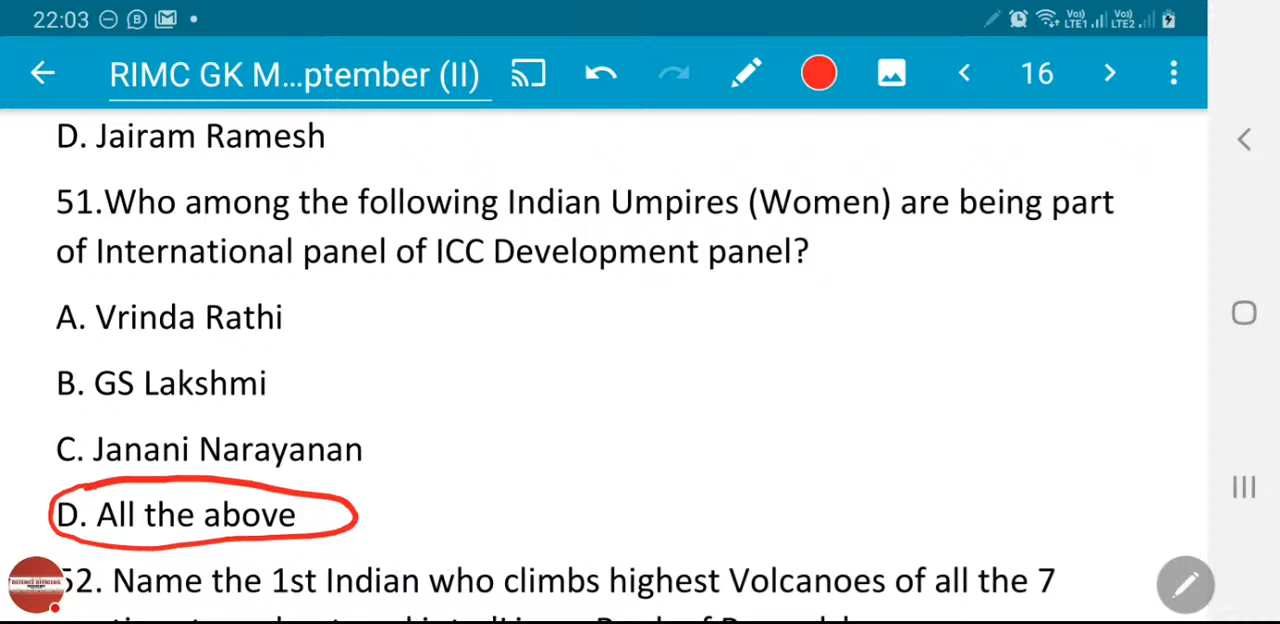 22:03
RIMC GK M...ptember (II)
16
D. Jairam Ramesh
51.Who among the following Indian Umpires (Women) are being part
of International panel of ICC Development panel?
A. Vrinda Rathi
B. GS Lakshmi
C. Janani Narayanan
D. All the above
52. Name the 1st Indian who climbs highest Volcanoes of all the 7